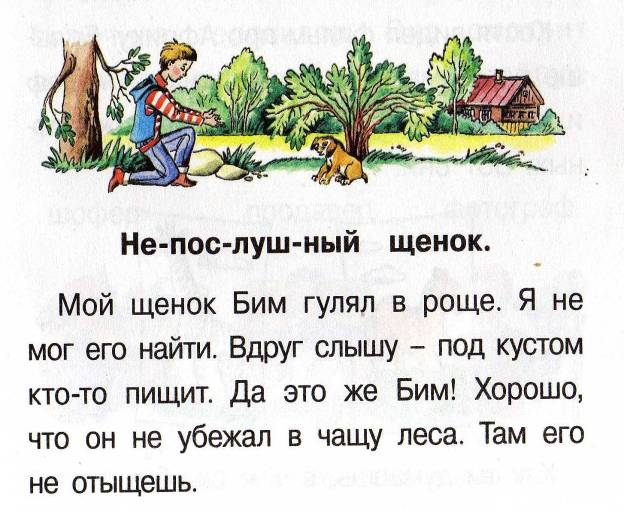 Не-пос-луш-ный щенок.
Мой щенок Бим гулял в роще. Я не
мог его найти. Вдруг слышу – под кустом
кто-то пищит. Да это же Бим! Хорошо,
что он не убежал в чащу леса. Там его
не отыщешь.